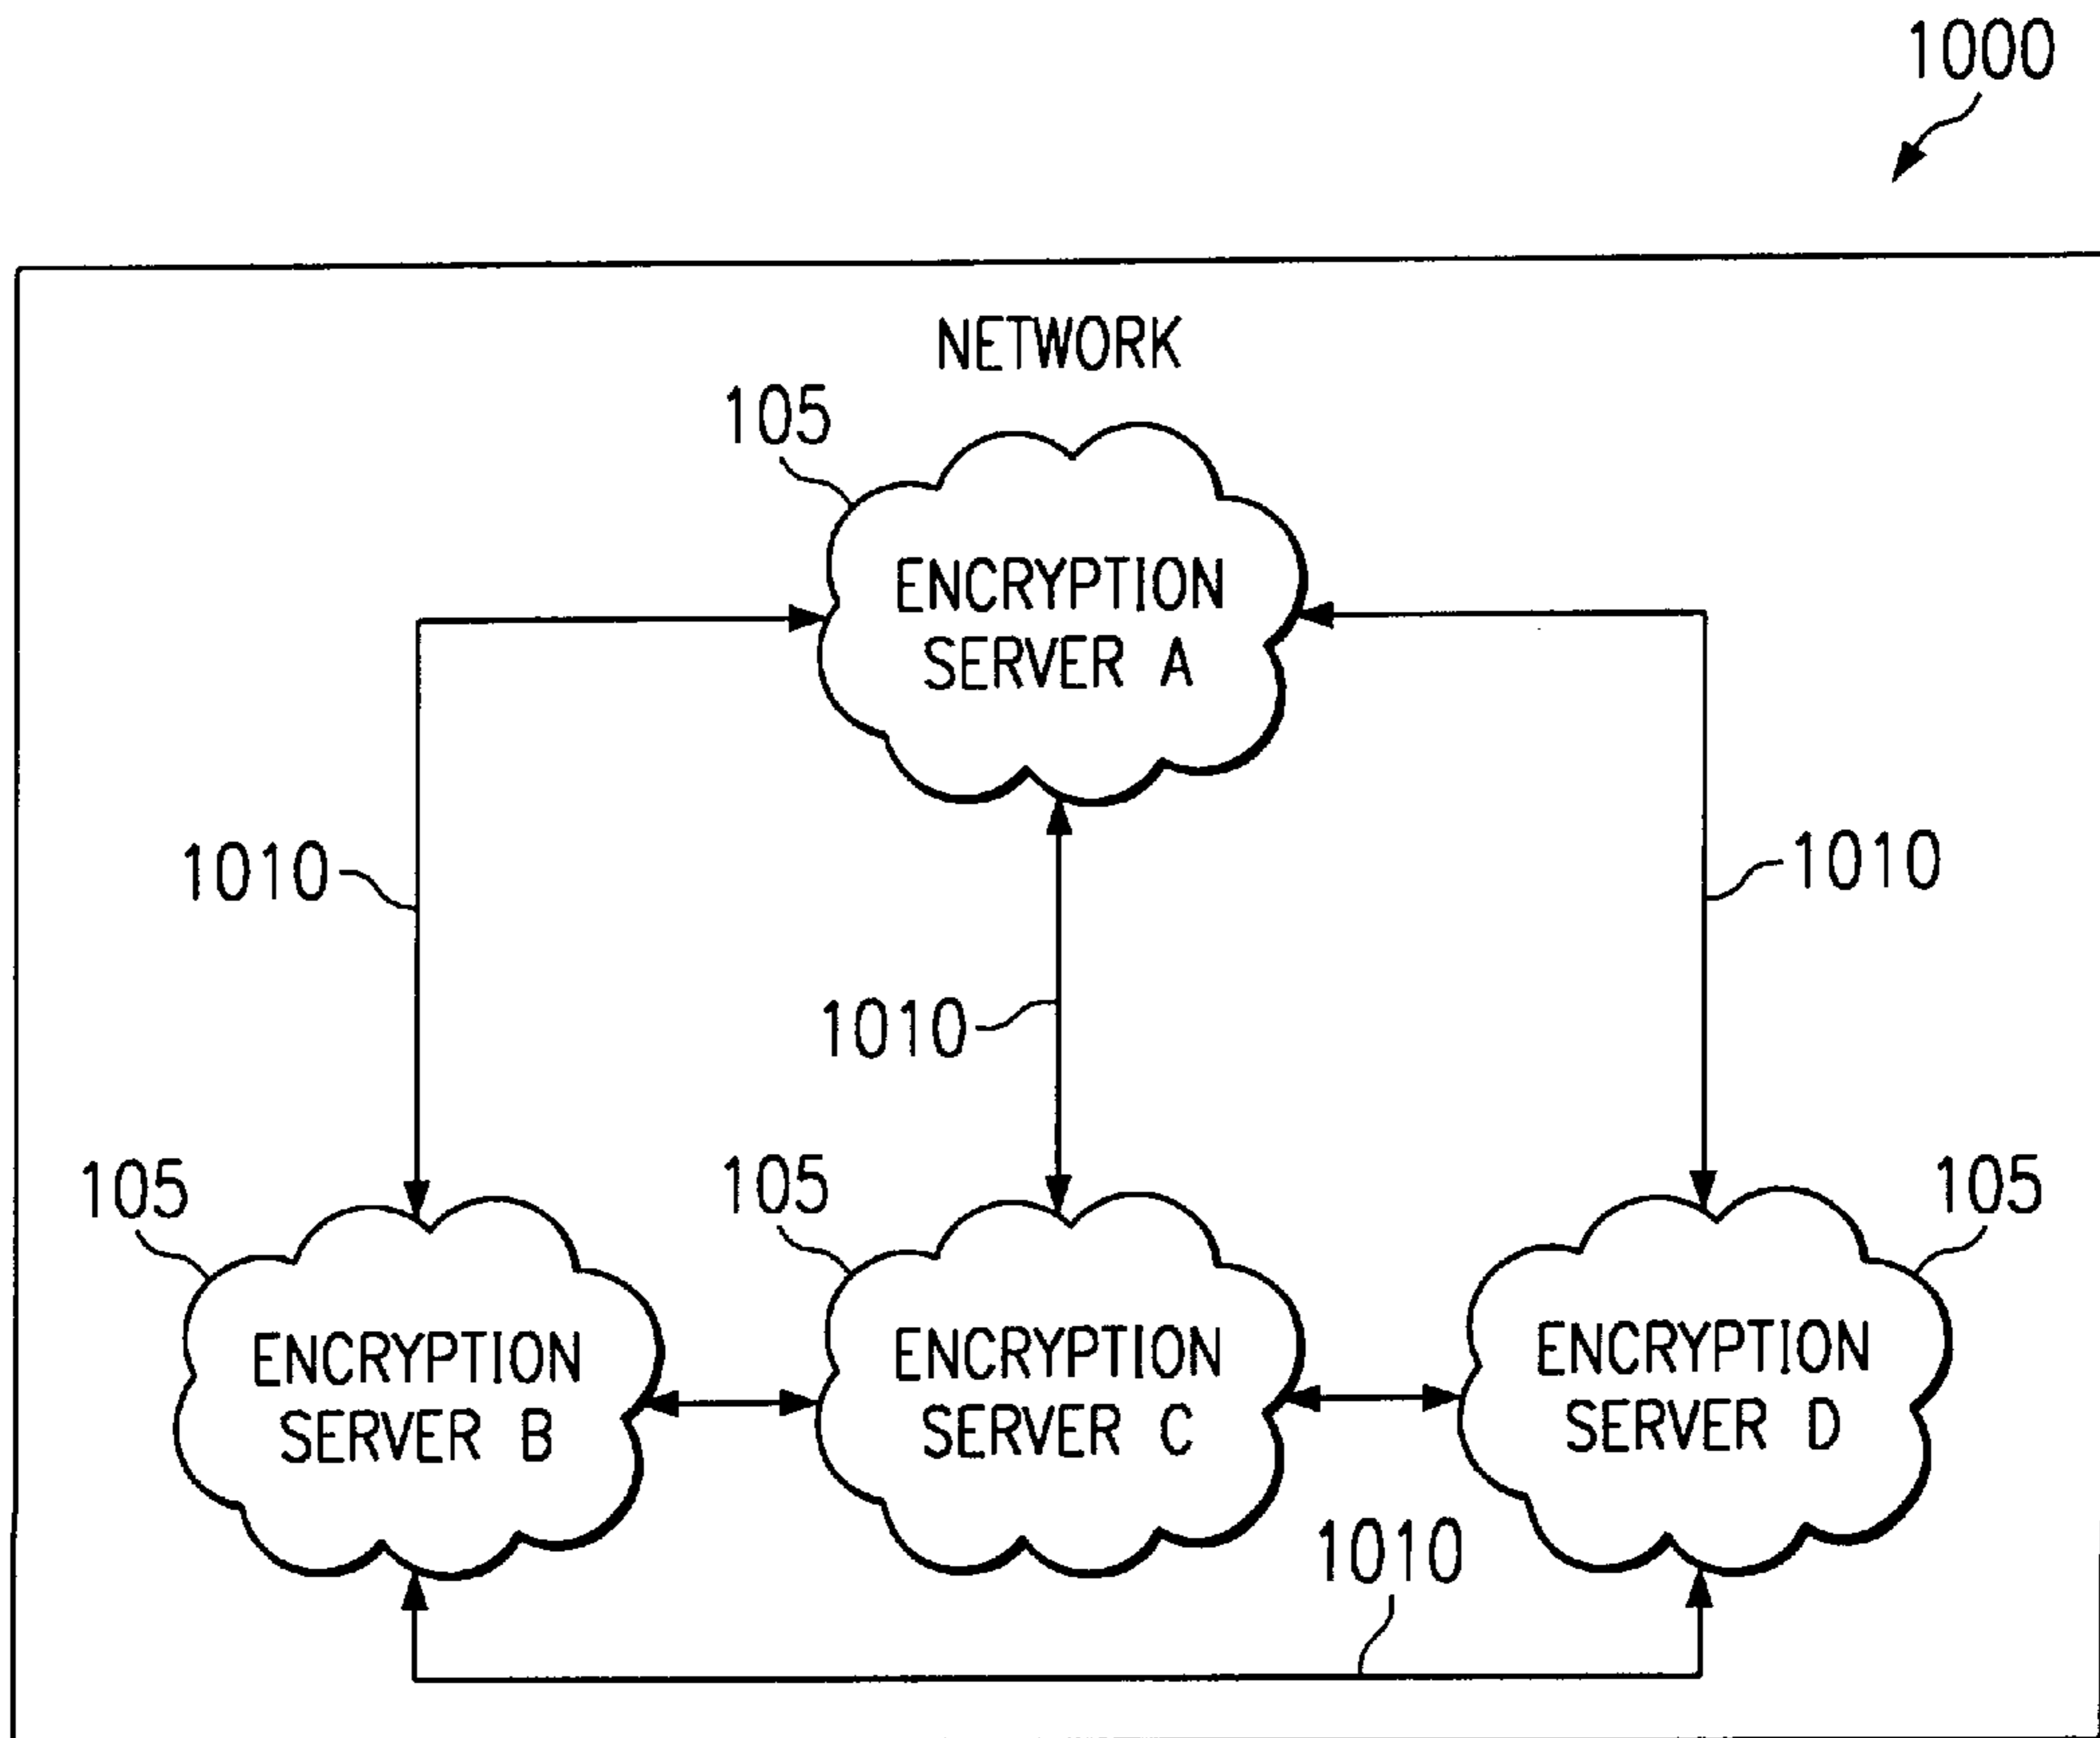 1000
NETWORK
105
ENCRYPTION
SERVER A
1010
1010
1010
105
105
105
ENCRYPTION
SERVER B
ENCRYPTION
SERVER C
ENCRYPTION
SERVER D
1010